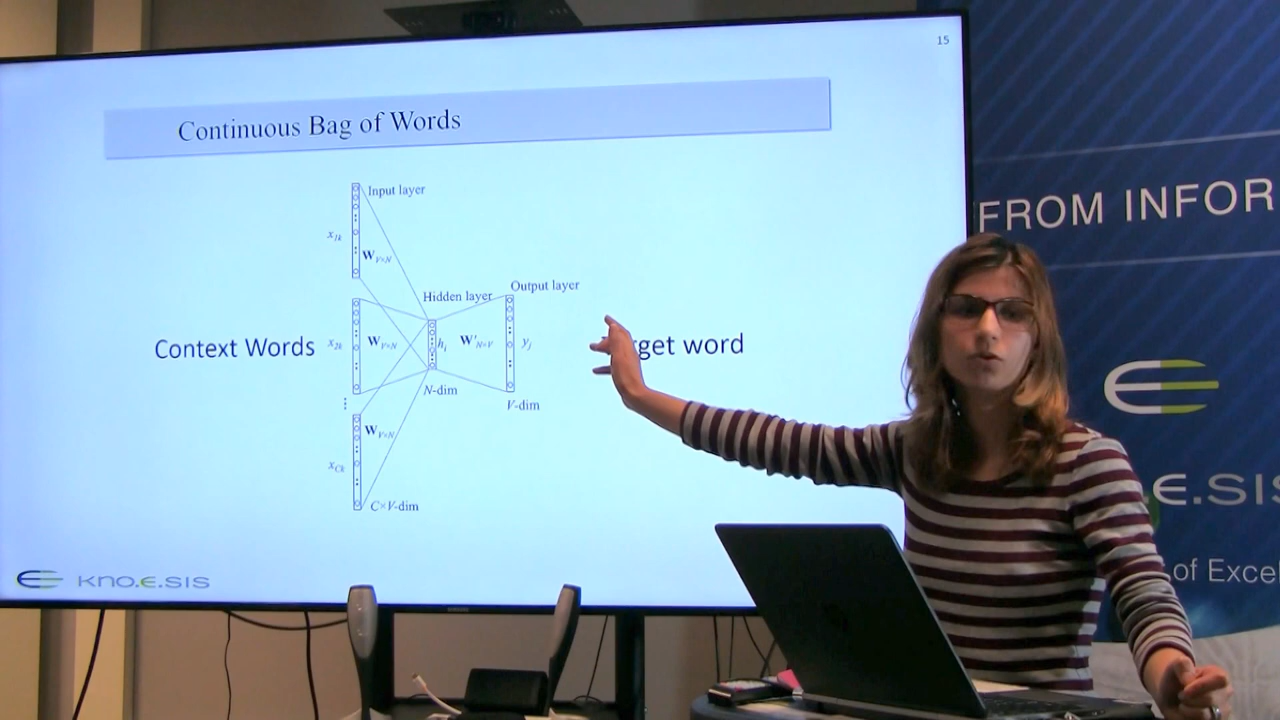 15
Continuous Bag of Words
Input layer
x1k
WV×N
Hidden layer
Output layer
Context Words
x2k
WV×N
hi
W'N×V
yj
rget word
N-dim
V-dim
WV×N
xCk
C×V-dim
KNO.E.SIS
FROM INFOR
E.SIS
of Excel
SAMSUNG